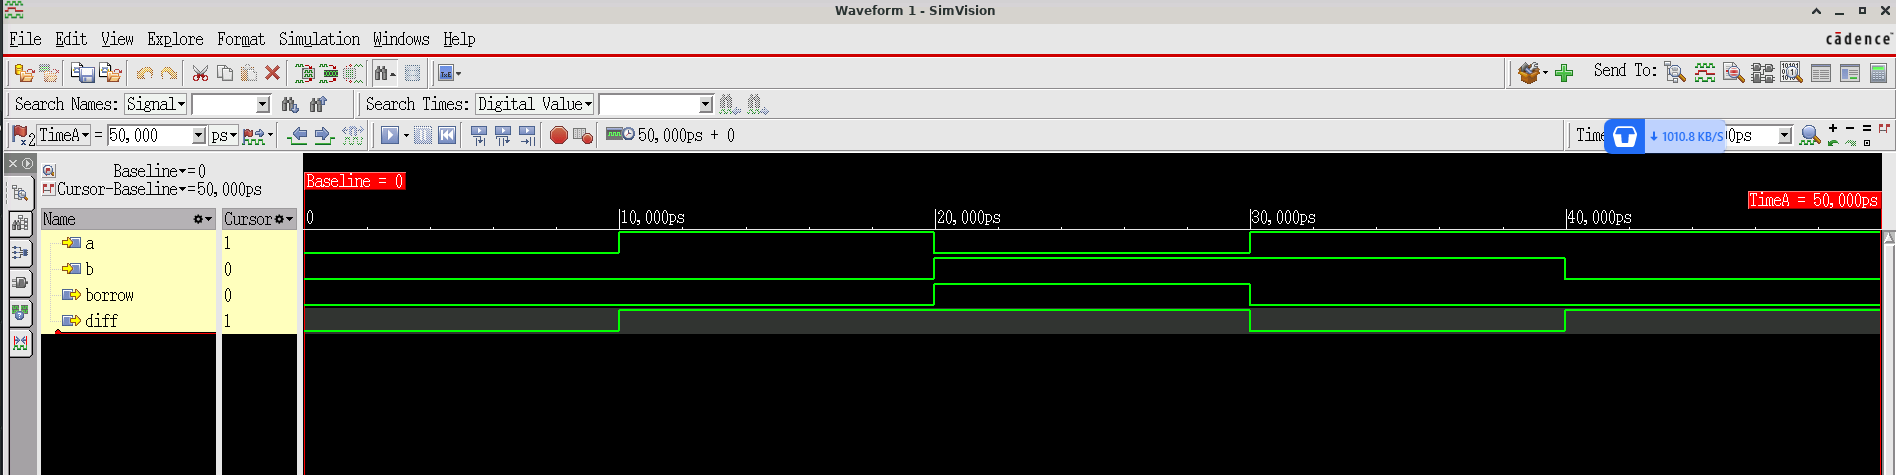 Waveform 1 - SimVision
File Edit View Explore Format Simulation Windows Help
cādence
Send To:
Search Names: Signal Search Times: Digital Value
2 TimeA = 50,000 ps 50,000ps + 0 1010.8 KB/S 0ps
Baseline=0
Cursor-Baseline=50,000ps
Baseline = 0
TimeA = 50,000ps
Name Cursor 0 10,000ps 20,000ps 30,000ps 40,000ps
a 1
b 0
borrow 0
diff 1